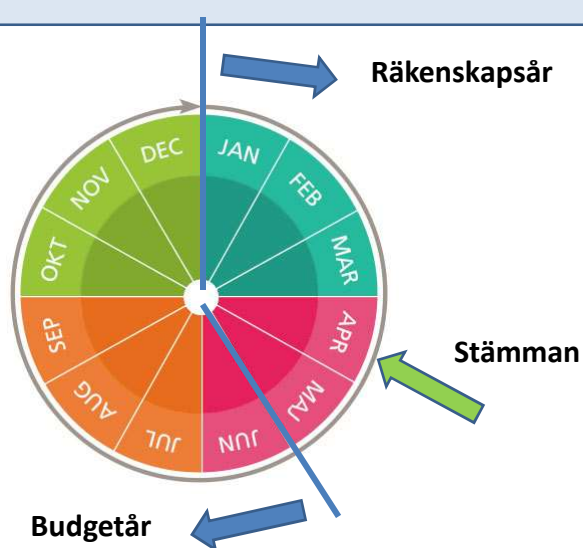 Räkenskapsår
DEC
JAN
NOV
FEB
OKT
MAR
SEP
APR
Stämman
AUG
MAJ
JUL
JUN
Budgetår